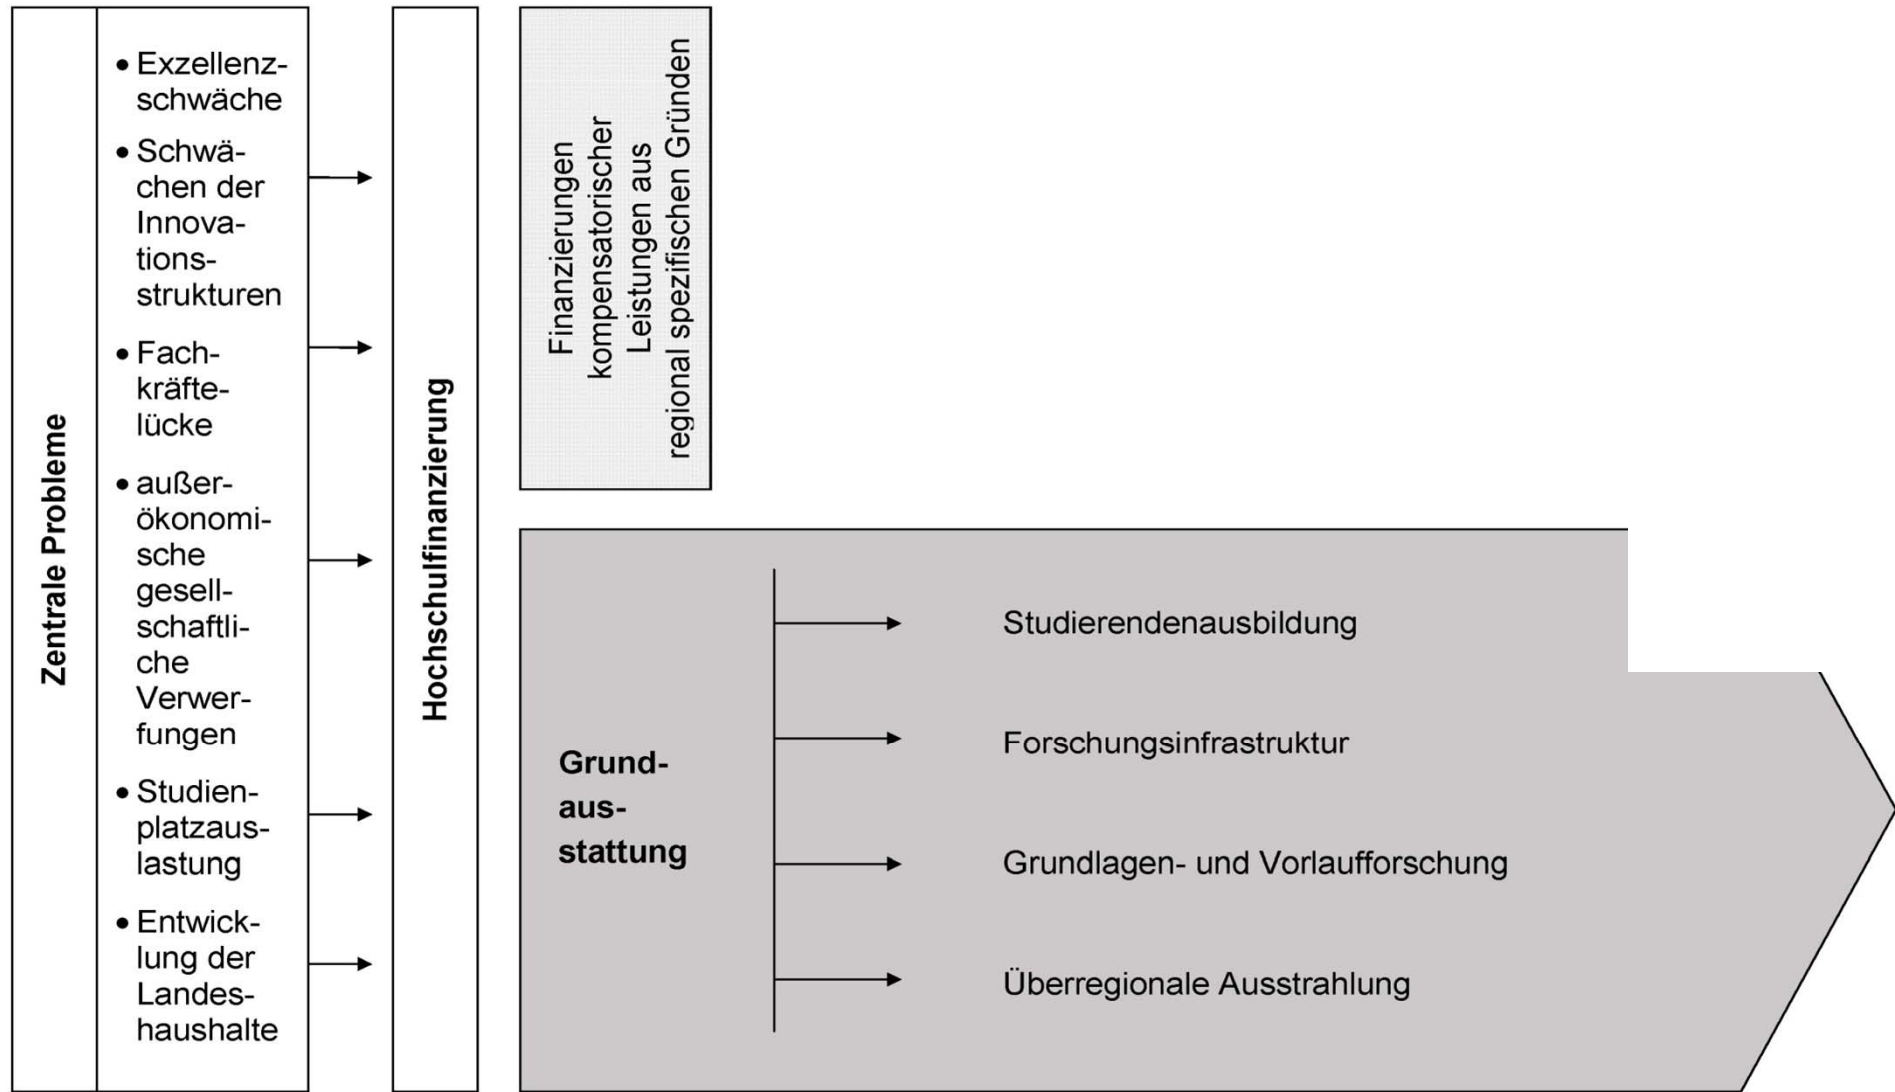 Zentrale Probleme
• Exzellenz-
schwäche
• Schwä-
chen der
Innova-
tions-
strukturen
• Fach-
kräfte-
lücke
• außer-
ökonomi-
sche
gesell-
schaftli-
che
Verwer-
fungen
• Studien-
platzaus-
lastung
• Entwick-
lung der
Landes-
haushalte
Hochschulfinanzierung
Finanzierungen
kompensatorischer
Leistungen aus
regional spezifischen Gründen
Grund-
aus-
stattung
Studierendenausbildung
Forschungsinfrastruktur
Grundlagen- und Vorlaufforschung
Überregionale Ausstrahlung